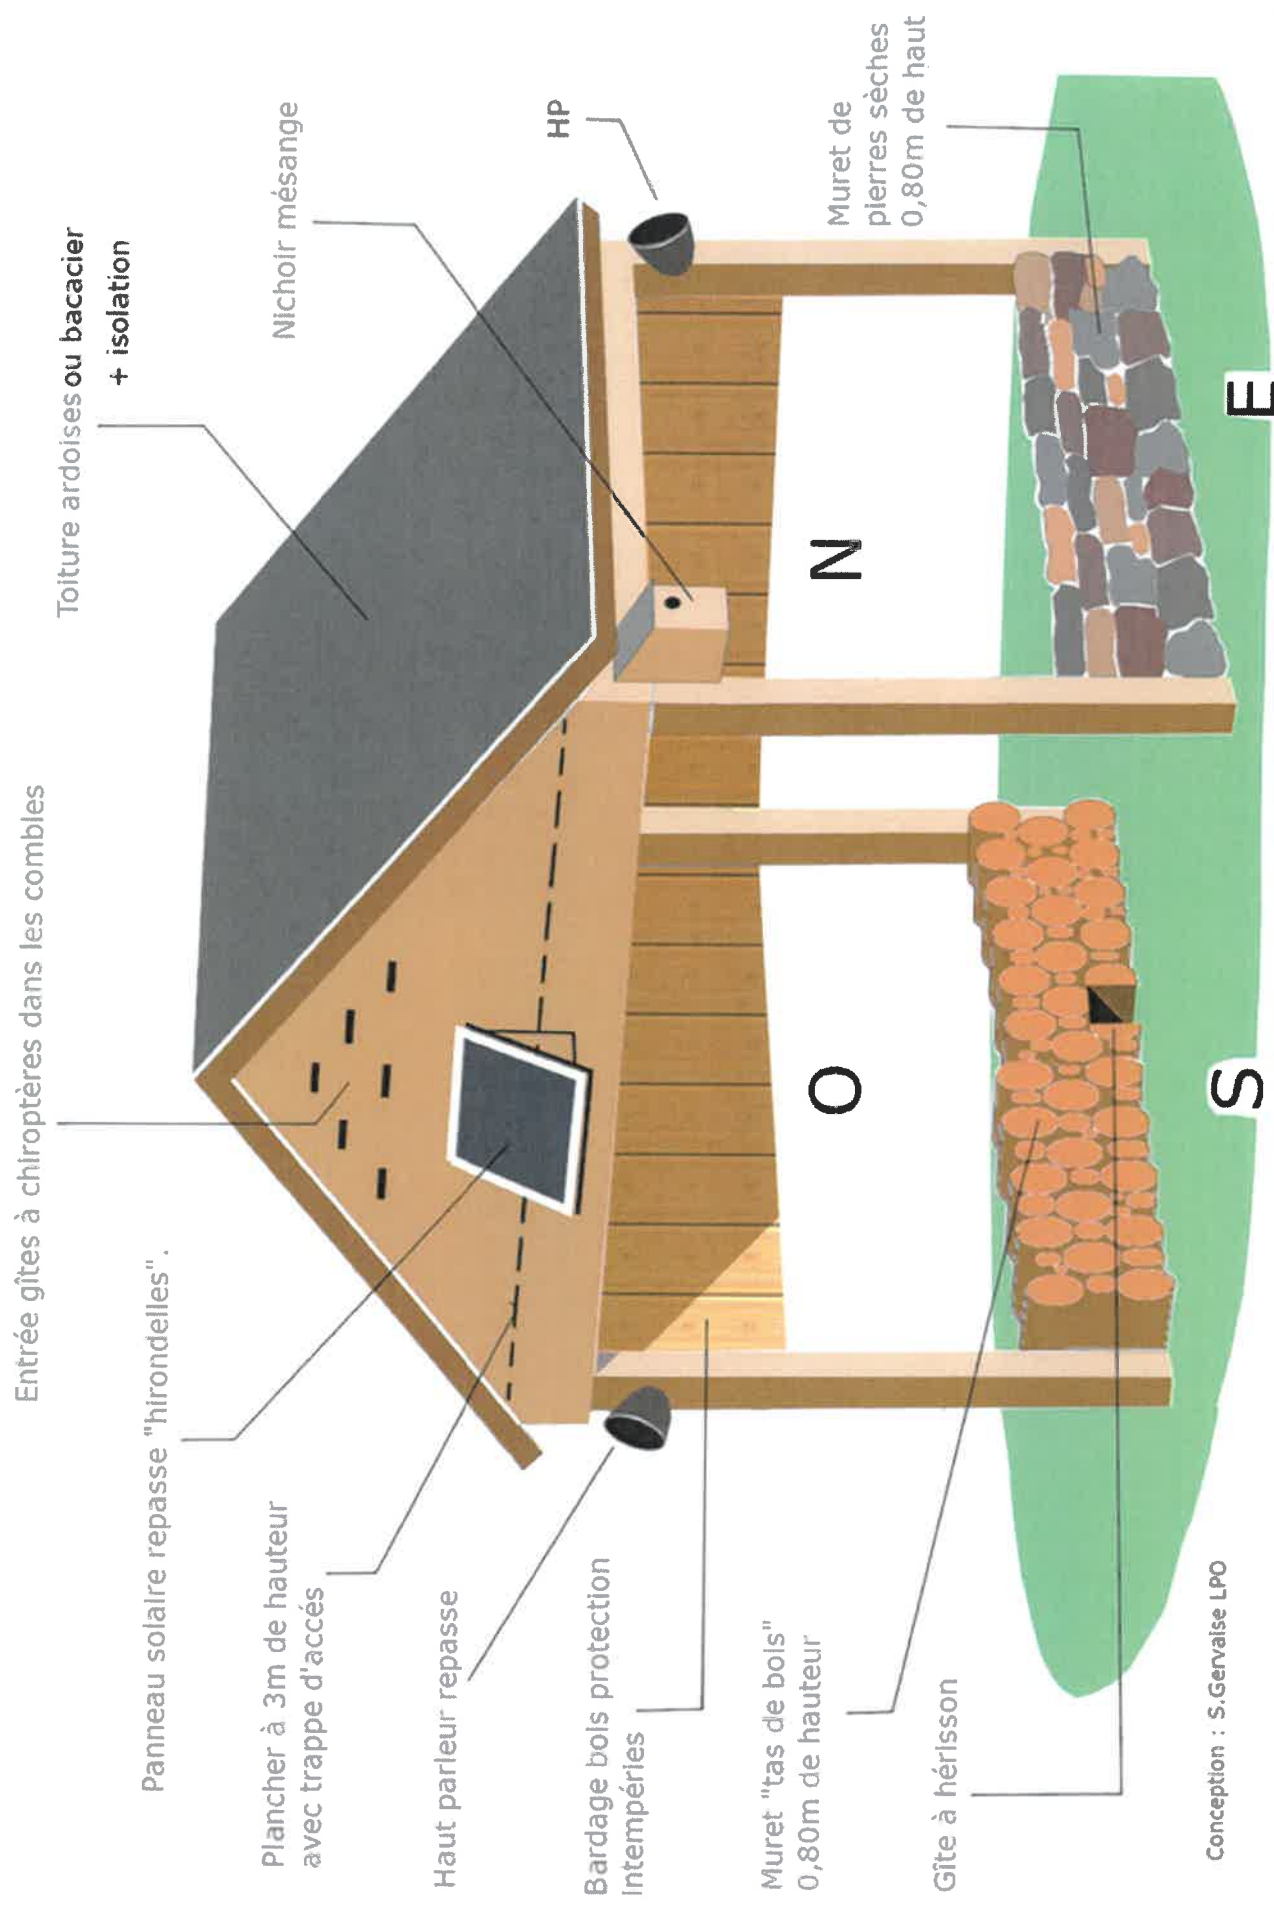 Entrée gîtes à chiroptères dans les combles
Toiture ardoises ou bacacier
+ isolation
Panneau solaire repasse "hirondelles".
Nichoir mésange
Plancher à 3m de hauteur
avec trappe d'accés
HP
Haut parleur repasse
Bardage bois protection
Intempéries
Muret de
pierres sèches
0,80m de haut
Muret "tas de bois"
0,80m de hauteur
Gîte à hérisson
N
O
E
S
Conception : S.Gervaise LPO